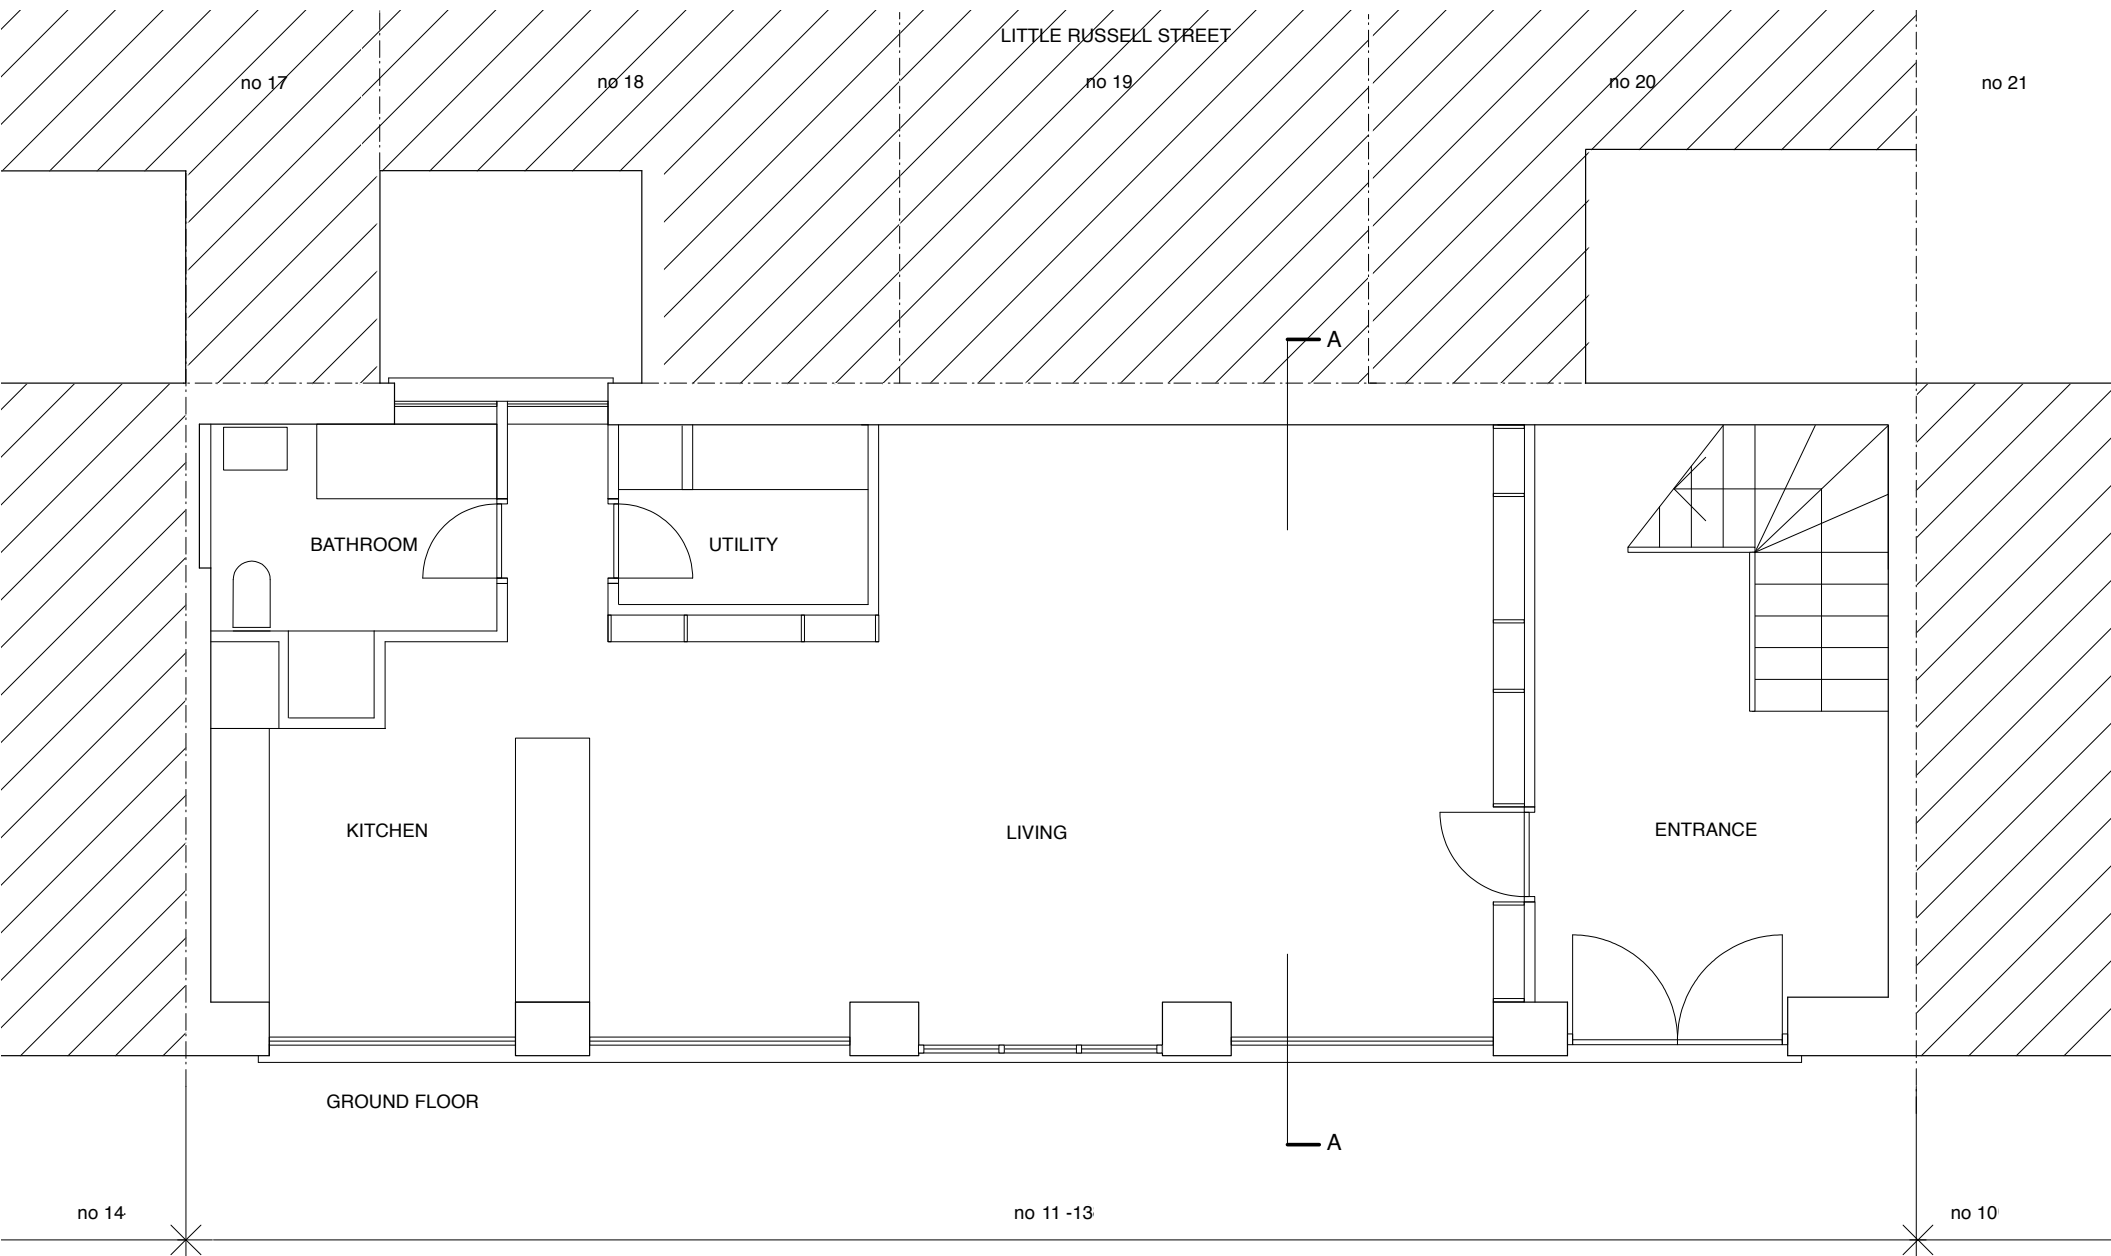 LITTLE RUSSELL STREET
no 17
no 18
no 19
no 20
no 21
A
BATHROOM
UTILITY
KITCHEN
LIVING
ENTRANCE
GROUND FLOOR
A
no 14
no 11 -13
no 10